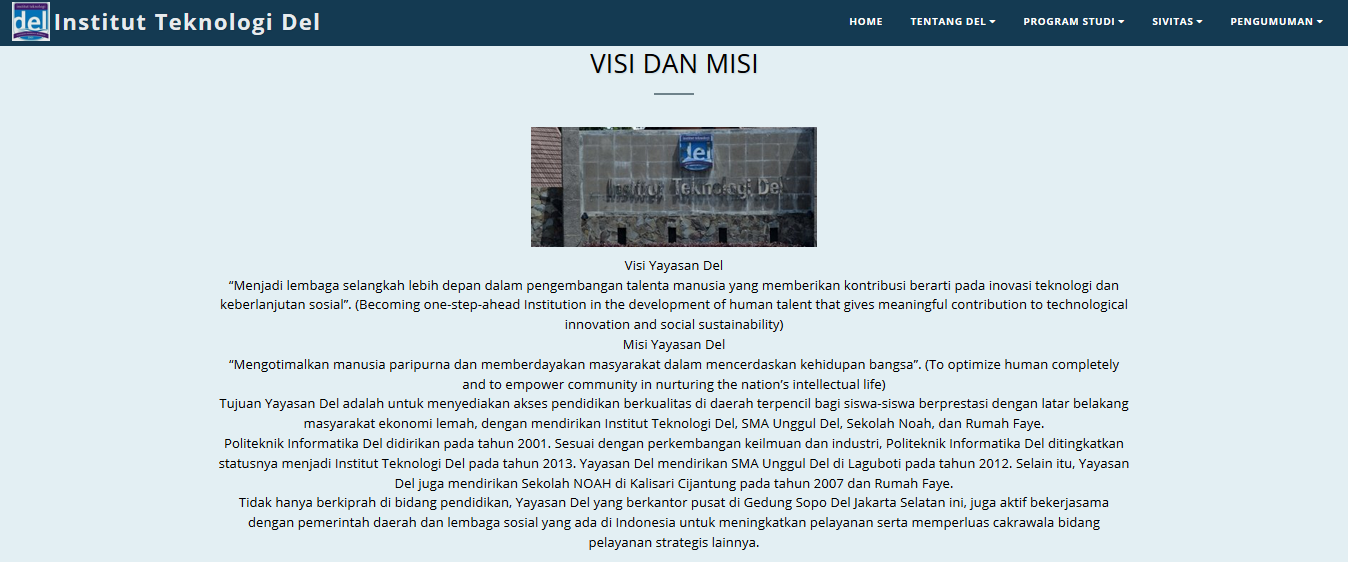 institut teknologi
del
Institut Teknologi Del
HOME
TENTANG DEL
PROGRAM STUDI
SIVITAS
PENGUMUMAN
VISI DAN MISI
del
Institut Teknologi Del
Visi Yayasan Del
“Menjadi lembaga selangkah lebih depan dalam pengembangan talenta manusia yang memberikan kontribusi berarti pada inovasi teknologi dan
keberlanjutan sosial”. (Becoming one-step-ahead Institution in the development of human talent that gives meaningful contribution to technological
innovation and social sustainability)
Misi Yayasan Del
“Mengotimalkan manusia paripurna dan memberdayakan masyarakat dalam mencerdaskan kehidupan bangsa”. (To optimize human completely
and to empower community in nurturing the nation’s intellectual life)
Tujuan Yayasan Del adalah untuk menyediakan akses pendidikan berkualitas di daerah terpencil bagi siswa-siswa berprestasi dengan latar belakang
masyarakat ekonomi lemah, dengan mendirikan Institut Teknologi Del, SMA Unggul Del, Sekolah Noah, dan Rumah Faye.
Politeknik Informatika Del didirikan pada tahun 2001. Sesuai dengan perkembangan keilmuan dan industri, Politeknik Informatika Del ditingkatkan
statusnya menjadi Institut Teknologi Del pada tahun 2013. Yayasan Del mendirikan SMA Unggul Del di Laguboti pada tahun 2012. Selain itu, Yayasan
Del juga mendirikan Sekolah NOAH di Kalisari Cijantung pada tahun 2007 dan Rumah Faye.
Tidak hanya berkiprah di bidang pendidikan, Yayasan Del yang berkantor pusat di Gedung Sopo Del Jakarta Selatan ini, juga aktif bekerjasama
dengan pemerintah daerah dan lembaga sosial yang ada di Indonesia untuk meningkatkan pelayanan serta memperluas cakrawala bidang
pelayanan strategis lainnya.